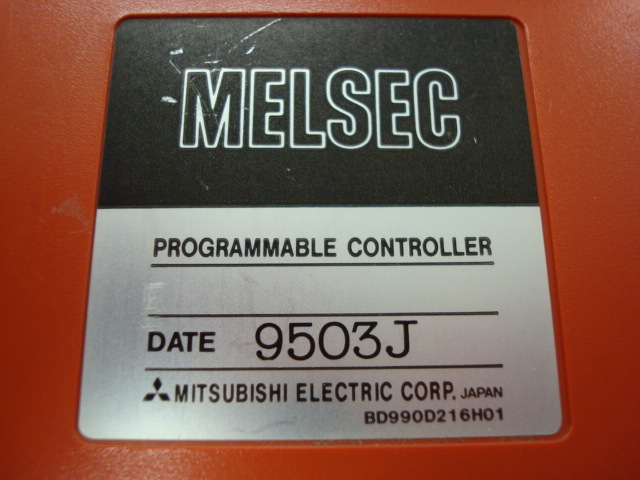 MELSEC
PROGRAMMABLE CONTROLLER
DATE 9503J
MITSUBISHI ELECTRIC CORP. JAPAN
BD990D216H01